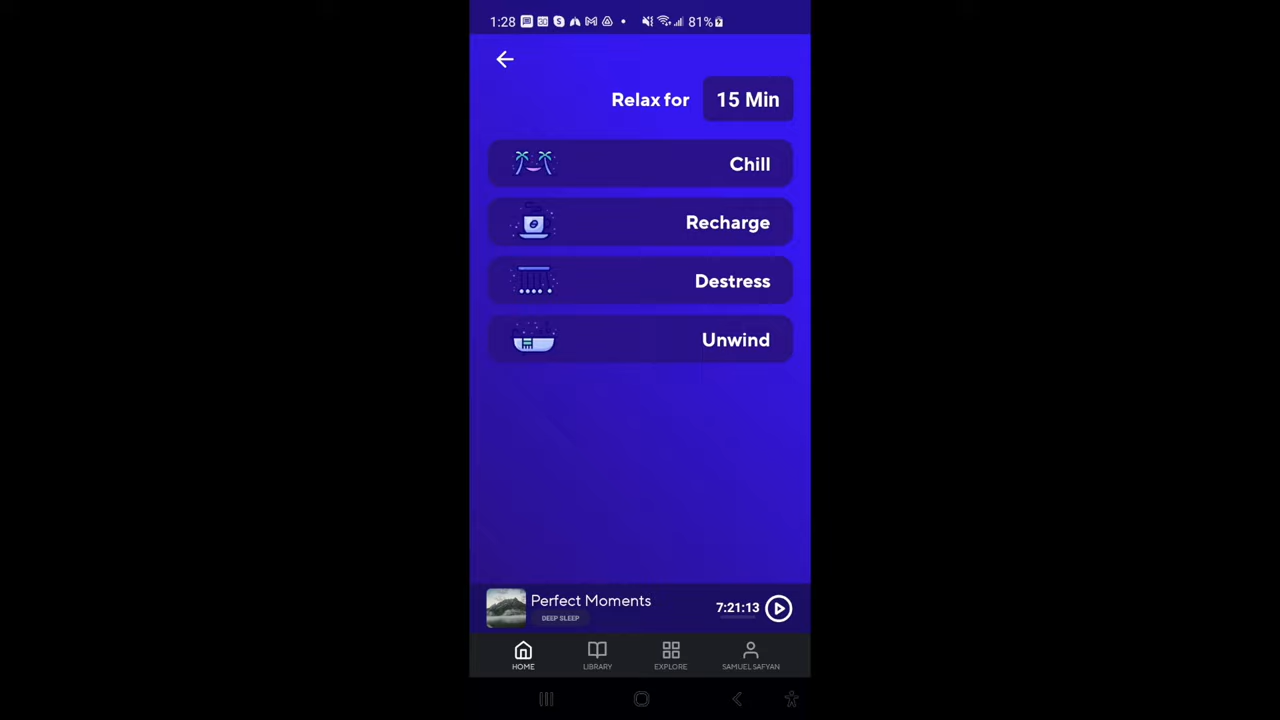 1:28 81%
Relax for 15 Min
Chill
Recharge
Destress
Unwind
Perfect Moments
DEEP SLEEP
7:21:13
HOME LIBRARY EXPLORE SAMUEL SAFYAN